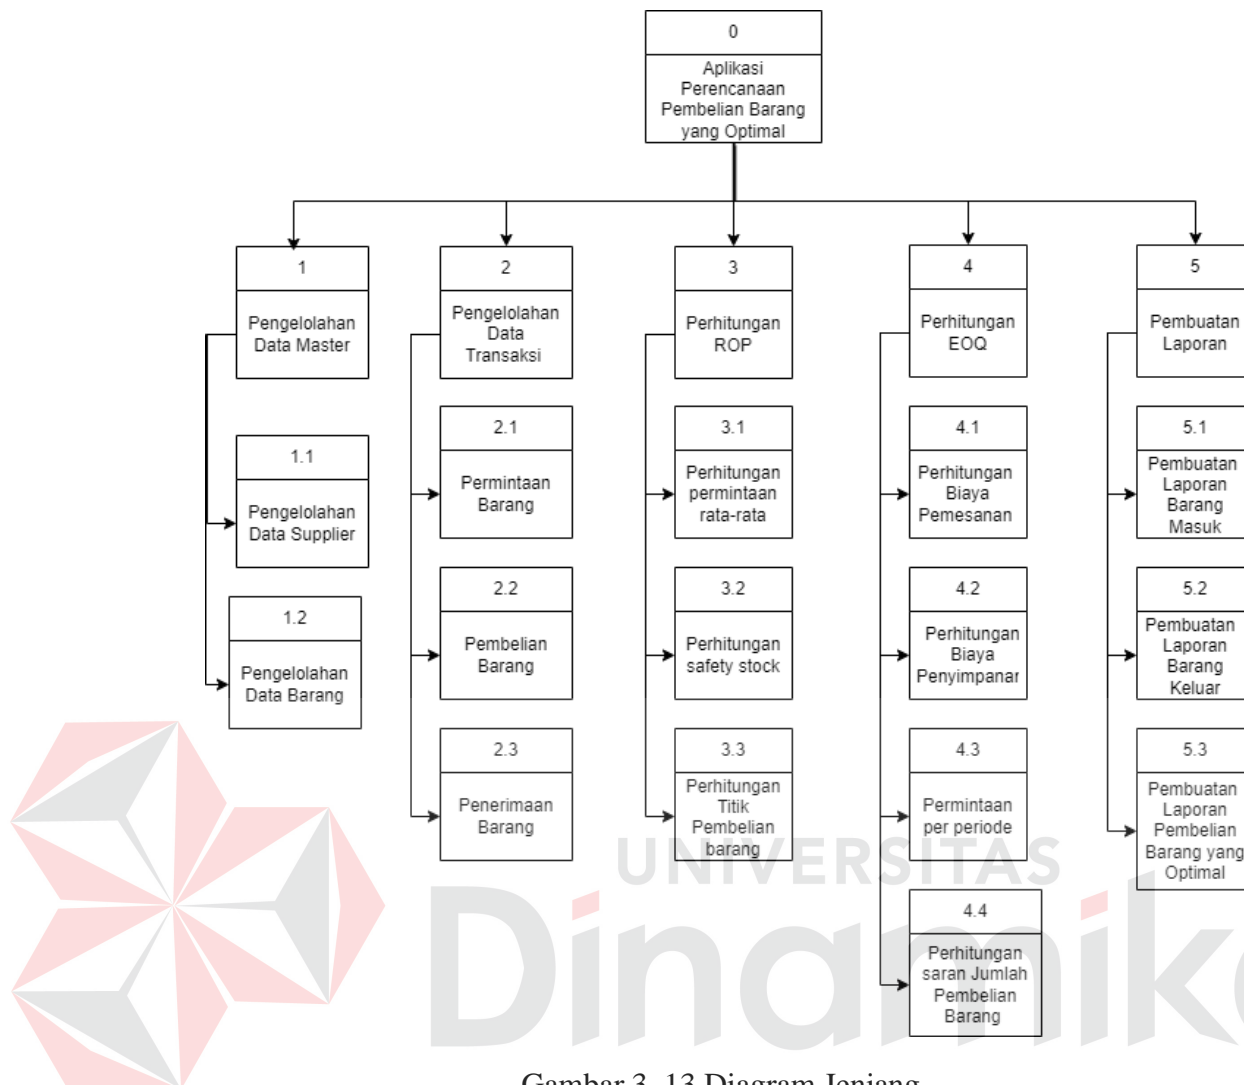 0
Aplikasi
Perencanaan
Pembelian Barang
yang Optimal
1
Pengelolahan
Data Master
2
Pengelolahan
Data
Transaksi
3
Perhitungan
ROP
4
Perhitungan
EOQ
5
Pembuatan
Laporan
1.1
Pengelolahan
Data Supplier
1.2
Pengelolahan
Data Barang
2.1
Permintaan
Barang
2.2
Pembelian
Barang
2.3
Penerimaan
Barang
3.1
Perhitungan
permintaan
rata-rata
3.2
Perhitungan
safety stock
3.3
Perhitungan
Titik
Pembelian
barang
4.1
Perhitungan
Biaya
Pemesanan
4.2
Perhitungan
Biaya
Penyimpanan
4.3
Permintaan
per periode
4.4
Perhitungan
saran Jumlah
Pembelian
Barang
5.1
Pembuatan
Laporan
Barang
Masuk
5.2
Pembuatan
Laporan
Barang
Keluar
5.3
Pembuatan
Laporan
Pembelian
Barang yang
Optimal
UNIVERSITAS
Dinamika
Gambar 3. 13 Diagram Jenjang